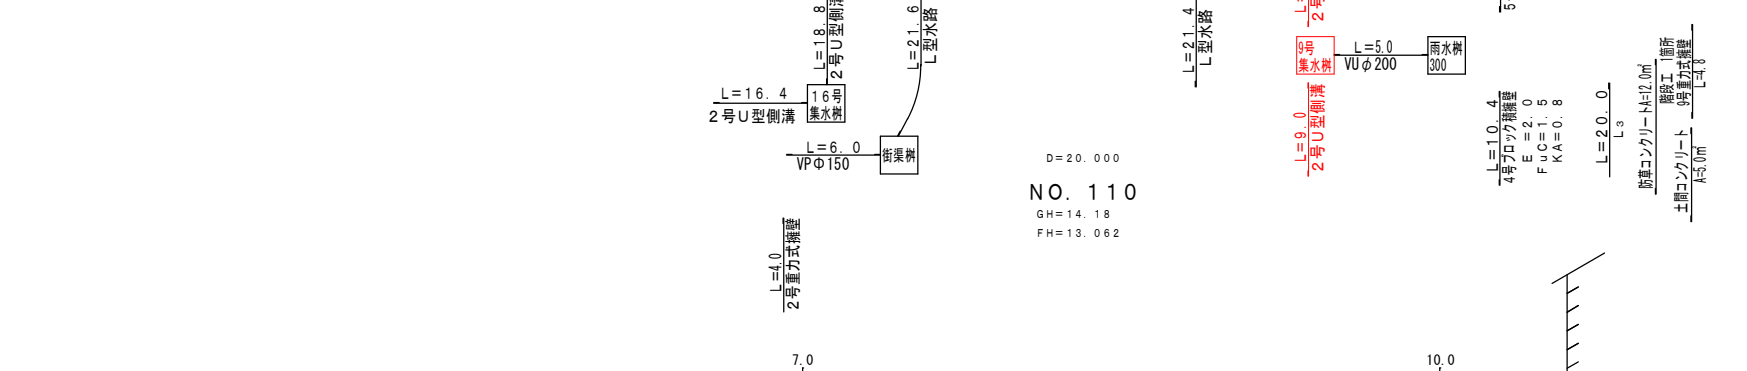 L=18.8
2号U型側溝
L=21.6
L型水路
L=21.4
L型水路
9号
集水桝
L=5.0
VUφ200
雨水桝
300
L=16.4
2号U型側溝
16号
集水桝
L=6.0
VPΦ150
街渠桝
L=9.0
2号U型側溝
L=10.4
4号ブロック積擁壁
E =2.0
FuC=1.5
KA=0.8
L=20.0
L3
防草コンクリートA=12.0㎡
階段工 1箇所
9号重力式擁壁
L=4.8
土間コンクリート
A=5.0㎡
D=20.000
NO. 110
GH=14.18
FH=13.062
L=4.0
2号重力式擁壁
7.0
10.0